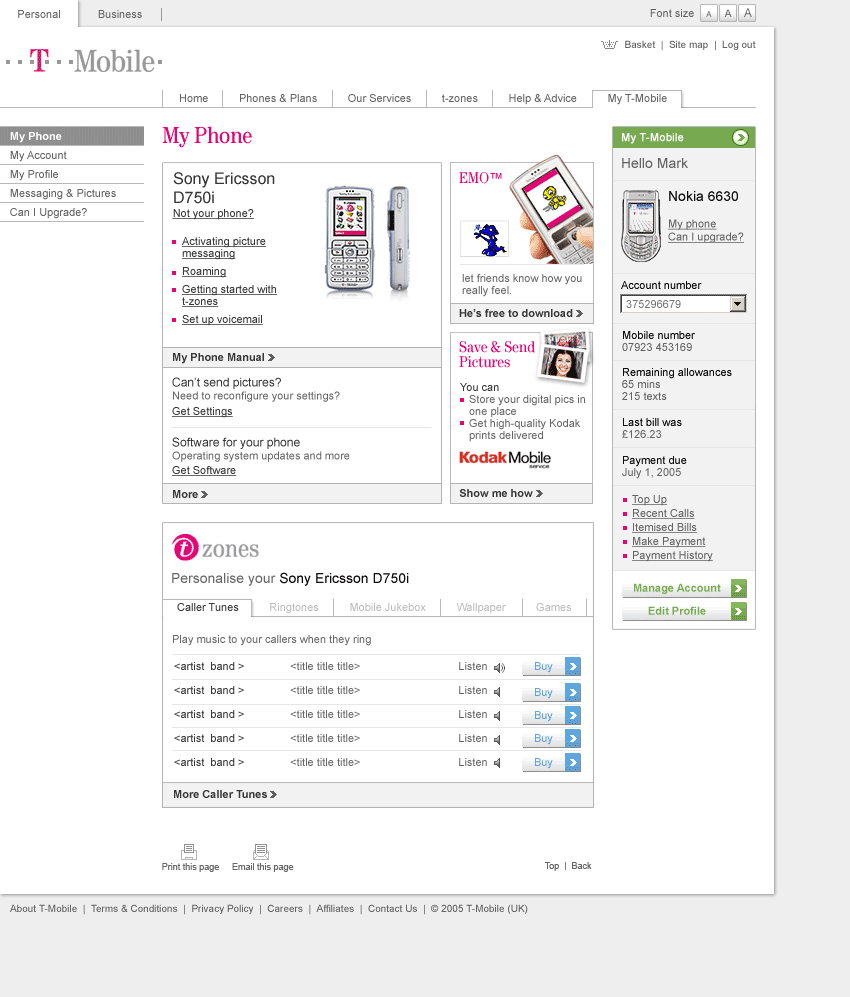 Personal
Business
Font size A A A
Basket | Site map | Log out
T Mobile
Home
Phones & Plans
Our Services
t-zones
Help & Advice
My T-Mobile
My Phone
My Account
My Profile
Messaging & Pictures
Can I Upgrade?
My Phone
Sony Ericsson
D750i
Not your phone?
Activating picture
messaging
Roaming
Getting started with
t-zones
Set up voicemail
My Phone Manual
Can't send pictures?
Need to reconfigure your settings?
Get Settings
Software for your phone
Operating system updates and more
Get Software
More
EMO™
let friends know how you
really feel.
He's free to download
Save & Send
Pictures
You can
Store your digital pics in
one place
Get high-quality Kodak
prints delivered
Kodak Mobile
service
Show me how
t zones
Personalise your Sony Ericsson D750i
Caller Tunes
Ringtones
Mobile Jukebox
Wallpaper
Games
Play music to your callers when they ring
<artist band > <title title title> Listen Buy
<artist band > <title title title> Listen Buy
<artist band > <title title title> Listen Buy
<artist band > <title title title> Listen Buy
<artist band > <title title title> Listen Buy
More Caller Tunes
My T-Mobile
Hello Mark
Nokia 6630
My phone
Can I upgrade?
Account number
375296679
Mobile number
07923 453169
Remaining allowances
65 mins
215 texts
Last bill was
£126.23
Payment due
July 1, 2005
Top Up
Recent Calls
Itemised Bills
Make Payment
Payment History
Manage Account
Edit Profile
Print this page
Email this page
Top | Back
About T-Mobile | Terms & Conditions | Privacy Policy | Careers | Affiliates | Contact Us | © 2005 T-Mobile (UK)